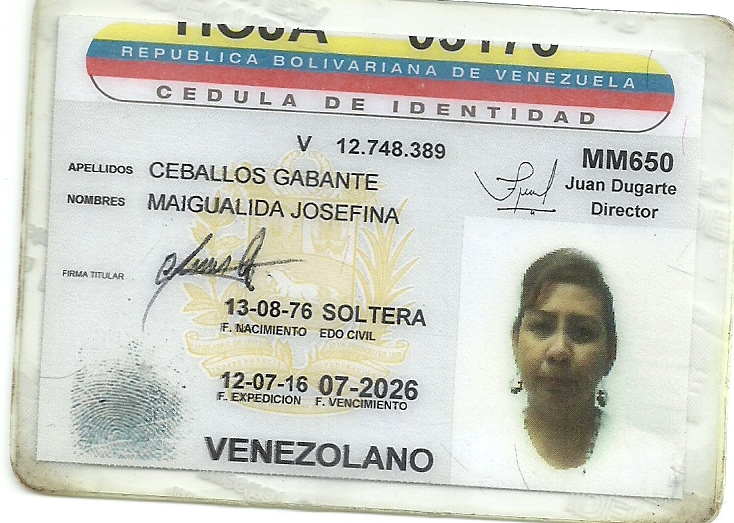 HOJA
REPUBLICA BOLIVARIANA DE VENEZUELA
CEDULA DE IDENTIDAD
V 12.748.389
MM650
APELLIDOS CEBALLOS GABANTE
Juan Dugarte
Director
NOMBRES MAIGUALIDA JOSEFINA
FIRMA TITULAR
13-08-76 SOLTERA
F. NACIMIENTO EDO CIVIL
12-07-16 07-2026
F. EXPEDICION F. VENCIMIENTO
VENEZOLANO